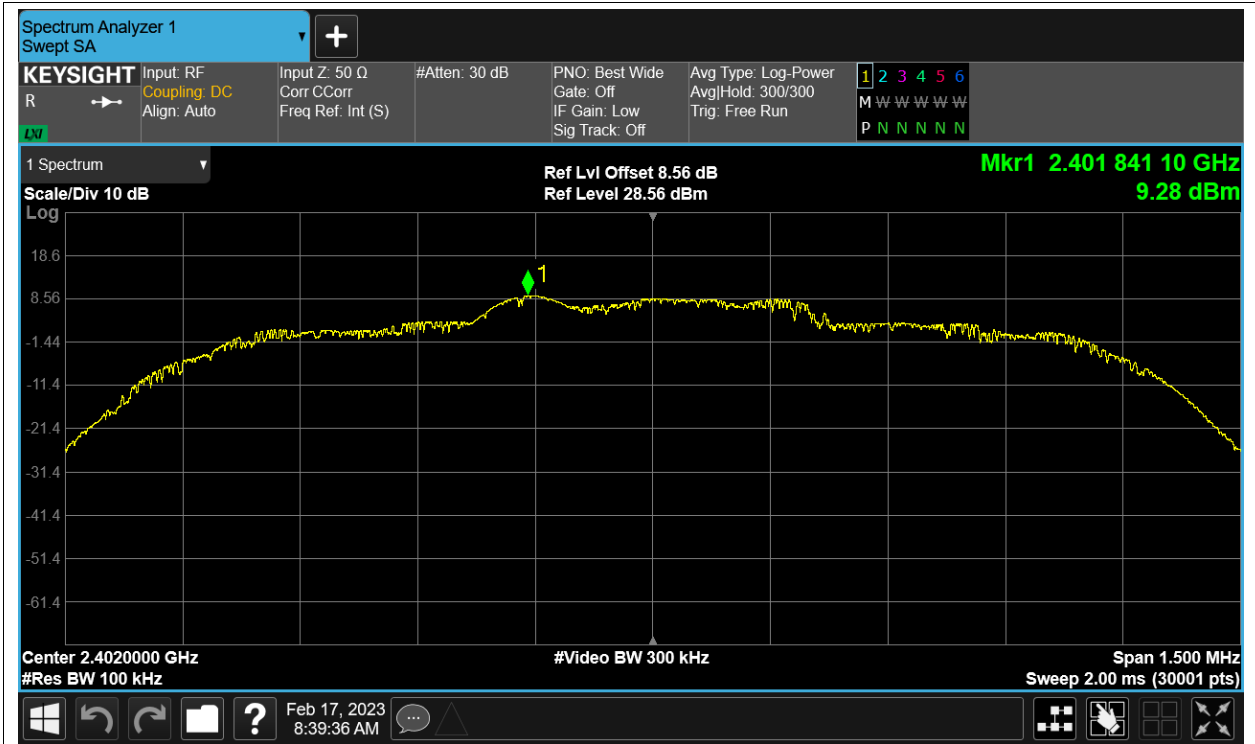 Spectrum Analyzer 1
Swept SA
+
KEYSIGHT
R
LXI
Input: RF
Coupling: DC
Align: Auto
Input Z: 50 Ω
Corr CCorr
Freq Ref: Int (S)
#Atten: 30 dB
PNO: Best Wide
Gate: Off
IF Gain: Low
Sig Track: Off
Avg Type: Log-Power
Avg|Hold: 300/300
Trig: Free Run
1 2 3 4 5 6
M W W W W W
P N N N N N
1 Spectrum
Scale/Div 10 dB
Log
Ref Lvl Offset 8.56 dB
Ref Level 28.56 dBm
Mkr1 2.401 841 10 GHz
9.28 dBm
1
18.6
8.56
-1.44
-11.4
-21.4
-31.4
-41.4
-51.4
-61.4
Center 2.4020000 GHz
#Video BW 300 kHz
Span 1.500 MHz
#Res BW 100 kHz
Sweep 2.00 ms (30001 pts)
?
Feb 17, 2023
8:39:36 AM